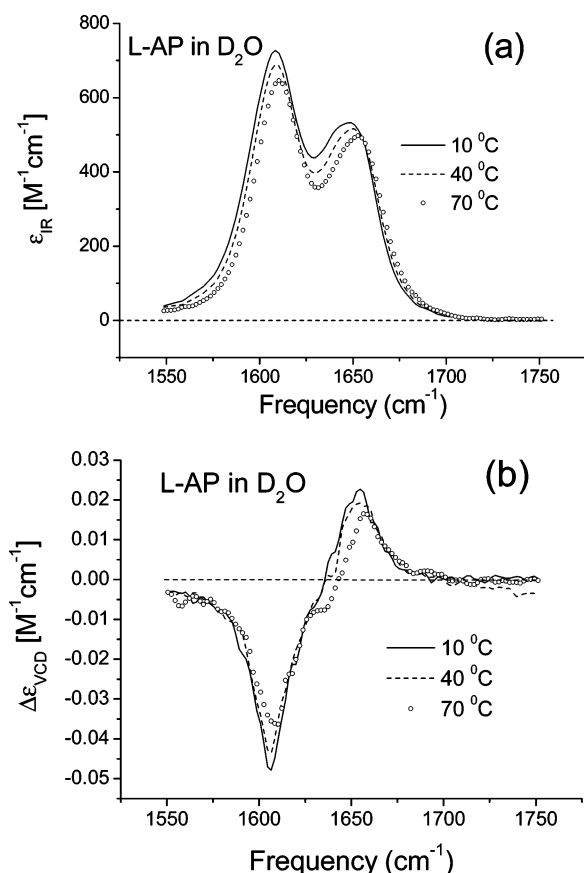 L-AP in D₂O
(a)
800
600
400
200
0
ε_IR [M⁻¹cm⁻¹]
10 ⁰C
40 ⁰C
70 ⁰C
1550 1600 1650 1700 1750
Frequency (cm⁻¹)
L-AP in D₂O
(b)
0.03
0.02
0.01
0.00
-0.01
-0.02
-0.03
-0.04
-0.05
Δε_VCD [M⁻¹cm⁻¹]
10 ⁰C
40 ⁰C
70 ⁰C
1550 1600 1650 1700 1750
Frequency (cm⁻¹)